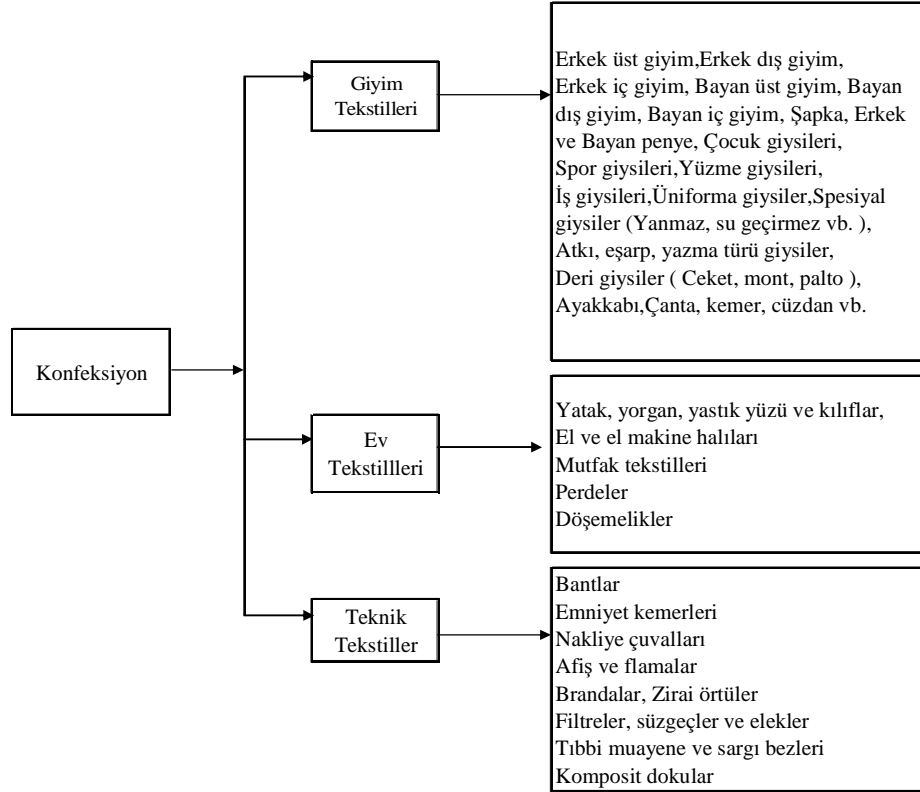 Konfeksiyon
Giyim
Tekstilleri
Erkek üst giyim,Erkek dış giyim,
Erkek iç giyim, Bayan üst giyim, Bayan
dış giyim, Bayan iç giyim, Şapka, Erkek
ve Bayan penye, Çocuk giysileri,
Spor giysileri,Yüzme giysileri,
İş giysileri,Üniforma giysiler,Spesiyal
giysiler (Yanmaz, su geçirmez vb. ),
Atkı, eşarp, yazma türü giysiler,
Deri giysiler ( Ceket, mont, palto ),
Ayakkabı,Çanta, kemer, cüzdan vb.
Ev
Tekstillleri
Yatak, yorgan, yastık yüzü ve kılıflar,
El ve el makine halıları
Mutfak tekstilleri
Perdeler
Döşemelikler
Teknik
Tekstiller
Bantlar
Emniyet kemerleri
Nakliye çuvalları
Afiş ve flamalar
Brandalar, Zirai örtüler
Filtreler, süzgeçler ve elekler
Tıbbi muayene ve sargı bezleri
Komposit dokular